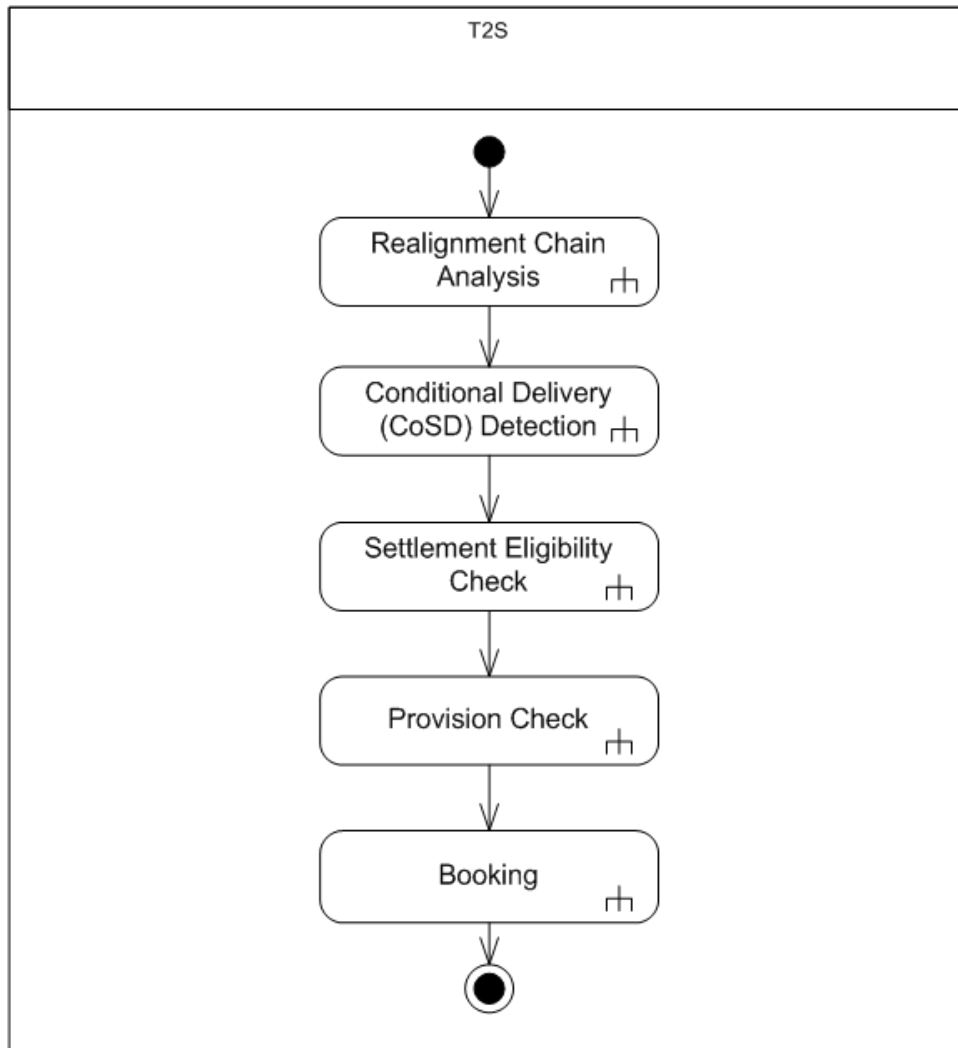 T2S
Realignment Chain
Analysis
Conditional Delivery
(CoSD) Detection
Settlement Eligibility
Check
Provision Check
Booking